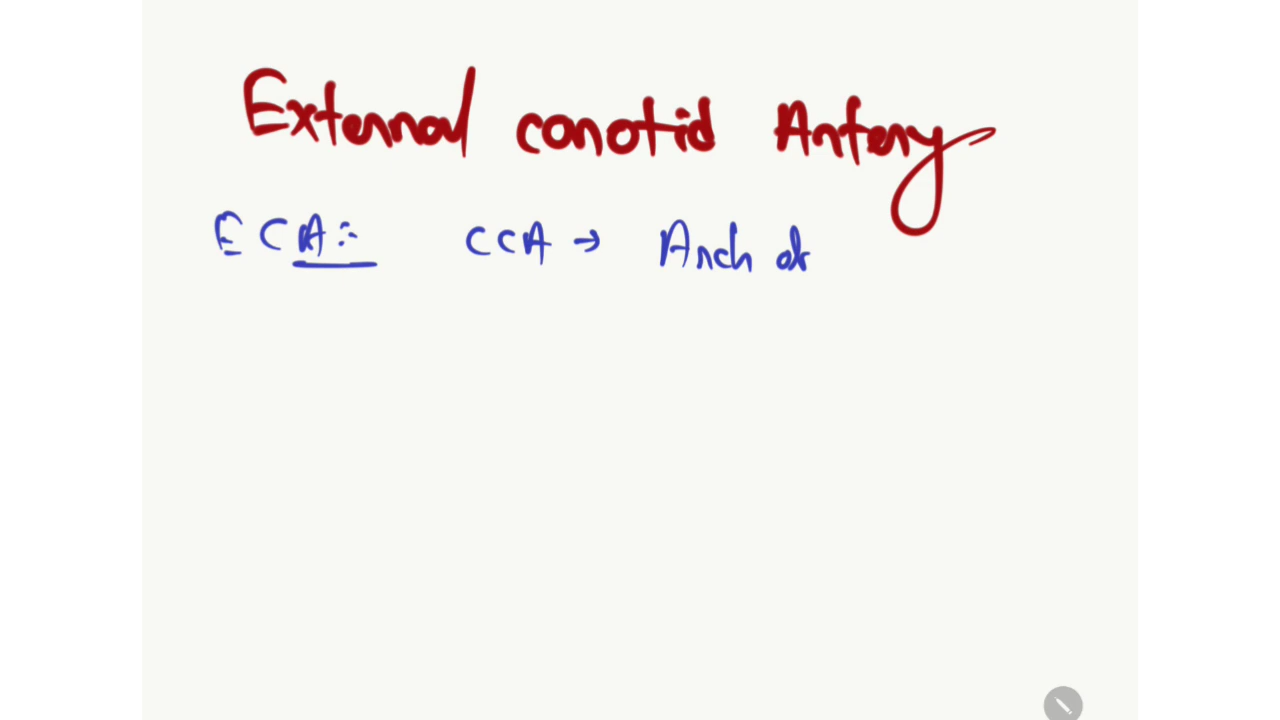 External carotid Artery
ECA:- CCA → Arch of